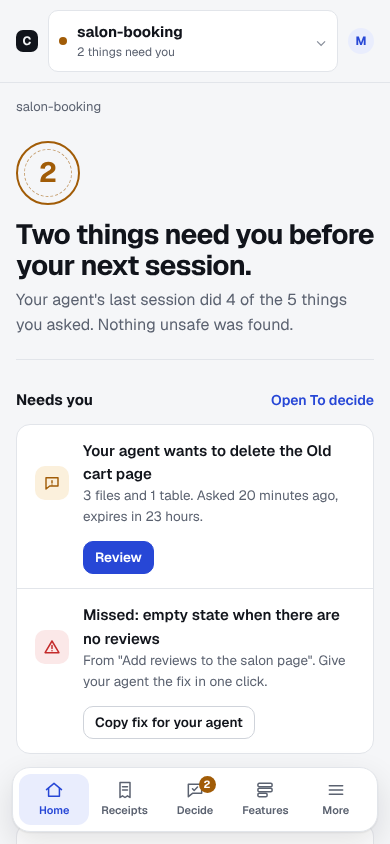 C
salon-booking
2 things need you
M
salon-booking
2
Two things need you before
your next session.
Your agent's last session did 4 of the 5 things
you asked. Nothing unsafe was found.
Needs you
Open To decide
Your agent wants to delete the Old
cart page
3 files and 1 table. Asked 20 minutes ago,
expires in 23 hours.
Review
Missed: empty state when there are
no reviews
From "Add reviews to the salon page". Give
your agent the fix in one click.
Copy fix for your agent
2
Home
Receipts
Decide
Features
More